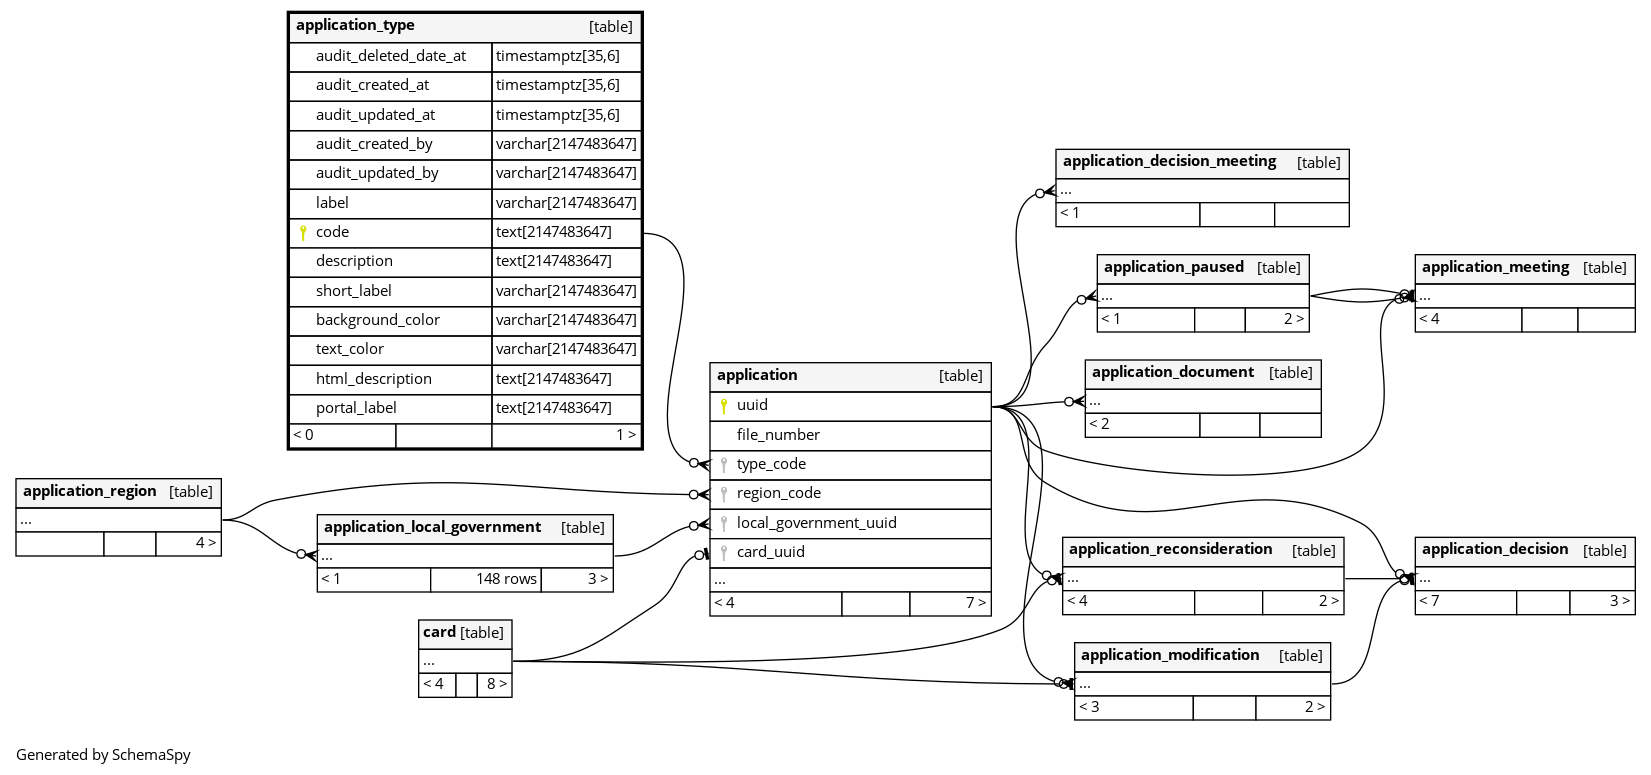 application_type [table]
audit_deleted_date_at timestamptz[35,6]
audit_created_at timestamptz[35,6]
audit_updated_at timestamptz[35,6]
audit_created_by varchar[2147483647]
audit_updated_by varchar[2147483647]
label varchar[2147483647]
code text[2147483647]
description text[2147483647]
short_label varchar[2147483647]
background_color varchar[2147483647]
text_color varchar[2147483647]
html_description text[2147483647]
portal_label text[2147483647]
< 0 1 >
application_region [table]
...
4 >
application_local_government [table]
...
< 1 148 rows 3 >
card [table]
...
< 4 8 >
application [table]
uuid
file_number
type_code
region_code
local_government_uuid
card_uuid
...
< 4 7 >
application_decision_meeting [table]
...
< 1
application_paused [table]
...
< 1 2 >
application_document [table]
...
< 2
application_meeting [table]
...
< 4
application_reconsideration [table]
...
< 4 2 >
application_decision [table]
...
< 7 3 >
application_modification [table]
...
< 3 2 >
Generated by SchemaSpy